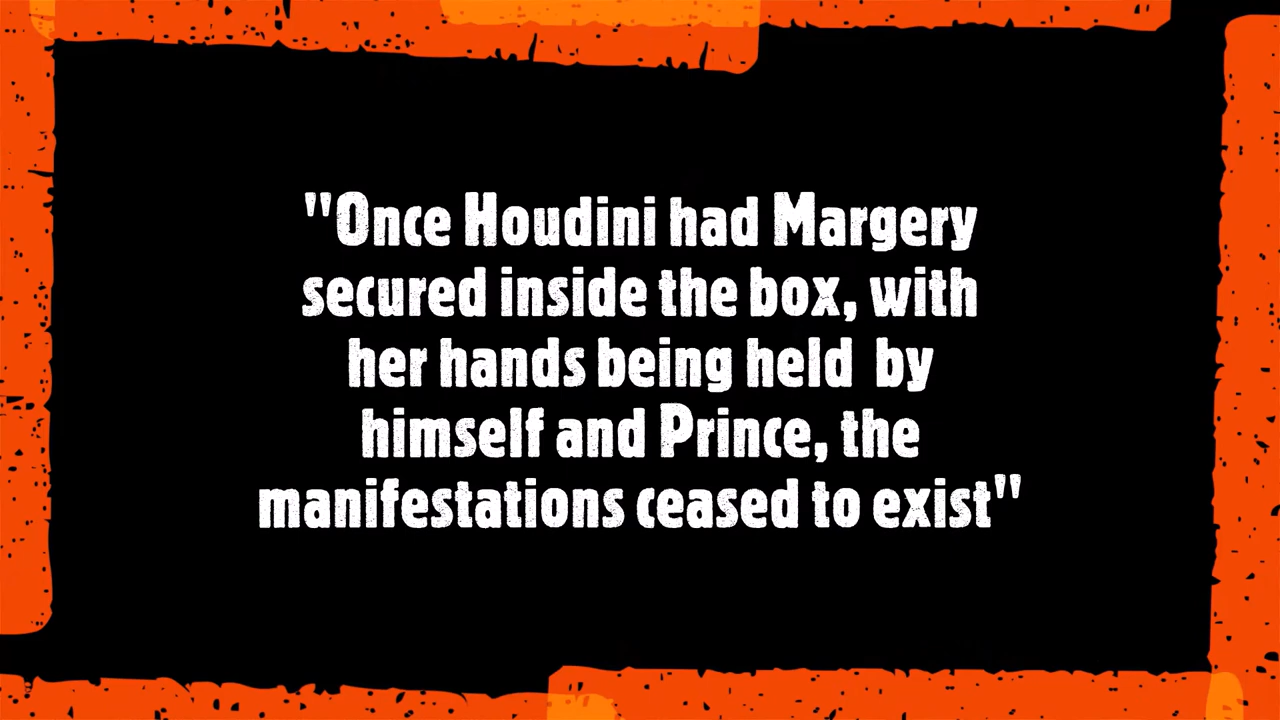 "Once Houdini had Margery
secured inside the box, with
her hands being held by
himself and Prince, the
manifestations ceased to exist"